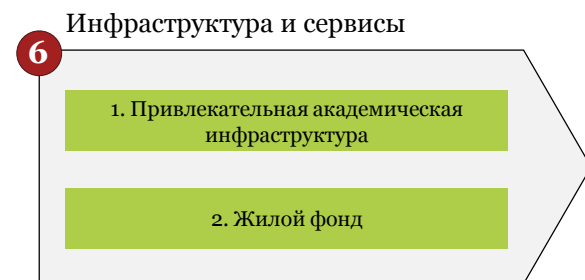 Инфраструктура и сервисы
6
1. Привлекательная академическая
инфраструктура
2. Жилой фонд